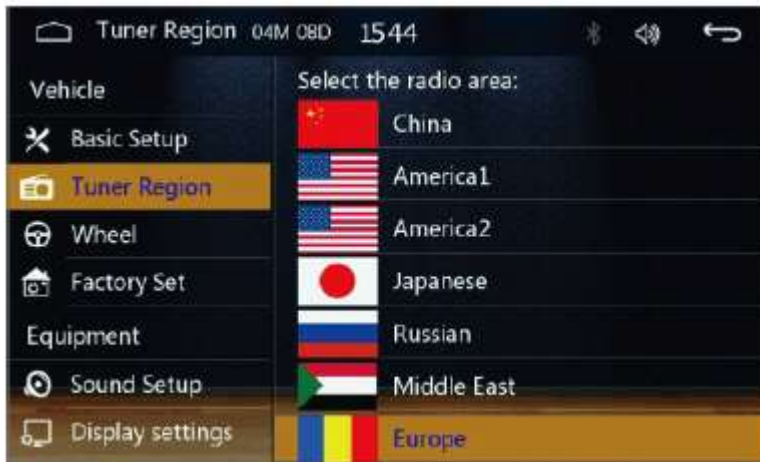 Tuner Region 04M 08D 1544
Vehicle
Basic Setup
Tuner Region
Wheel
Factory Set
Equipment
Sound Setup
Display settings
Select the radio area:
China
America1
America2
Japanese
Russian
Middle East
Europe